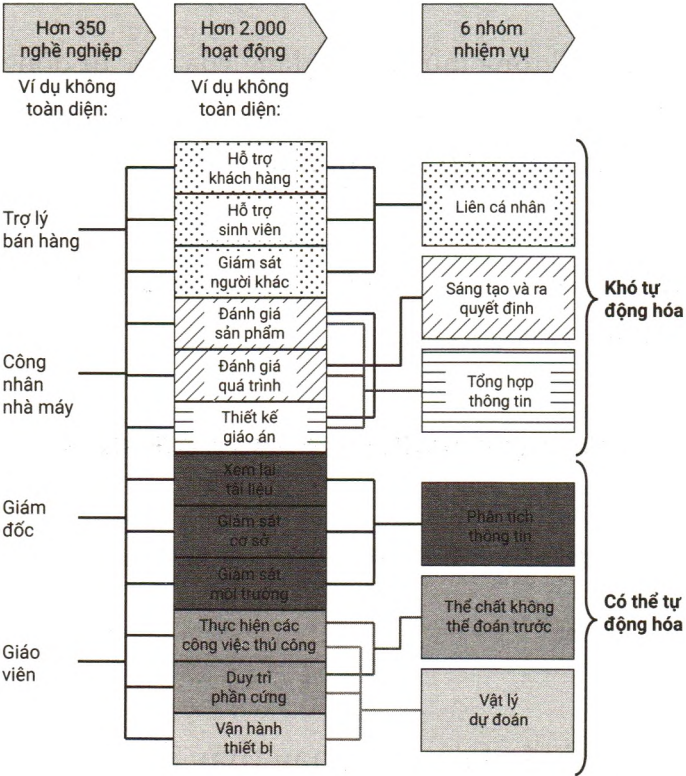 Hơn 350
nghề nghiệp
Hơn 2.000
hoạt động
6 nhóm
nhiệm vụ
Ví dụ không
toàn diện:
Ví dụ không
toàn diện:
Trợ lý
bán hàng
Công
nhân
nhà máy
Giám
đốc
Giáo
viên
Hỗ trợ
khách hàng
Hỗ trợ
sinh viên
Giám sát
người khác
Đánh giá
sản phẩm
Đánh giá
quá trình
Thiết kế
giáo án
Xem lại
tài liệu
Giám sát
cơ sở
Giám sát
môi trường
Thực hiện các
công việc thủ công
Duy trì
phần cứng
Vận hành
thiết bị
Liên cá nhân
Sáng tạo và ra
quyết định
Tổng hợp
thông tin
Phân tích
thông tin
Thể chất không
thể đoán trước
Vật lý
dự đoán
Khó tự
động hóa
Có thể tự
động hóa